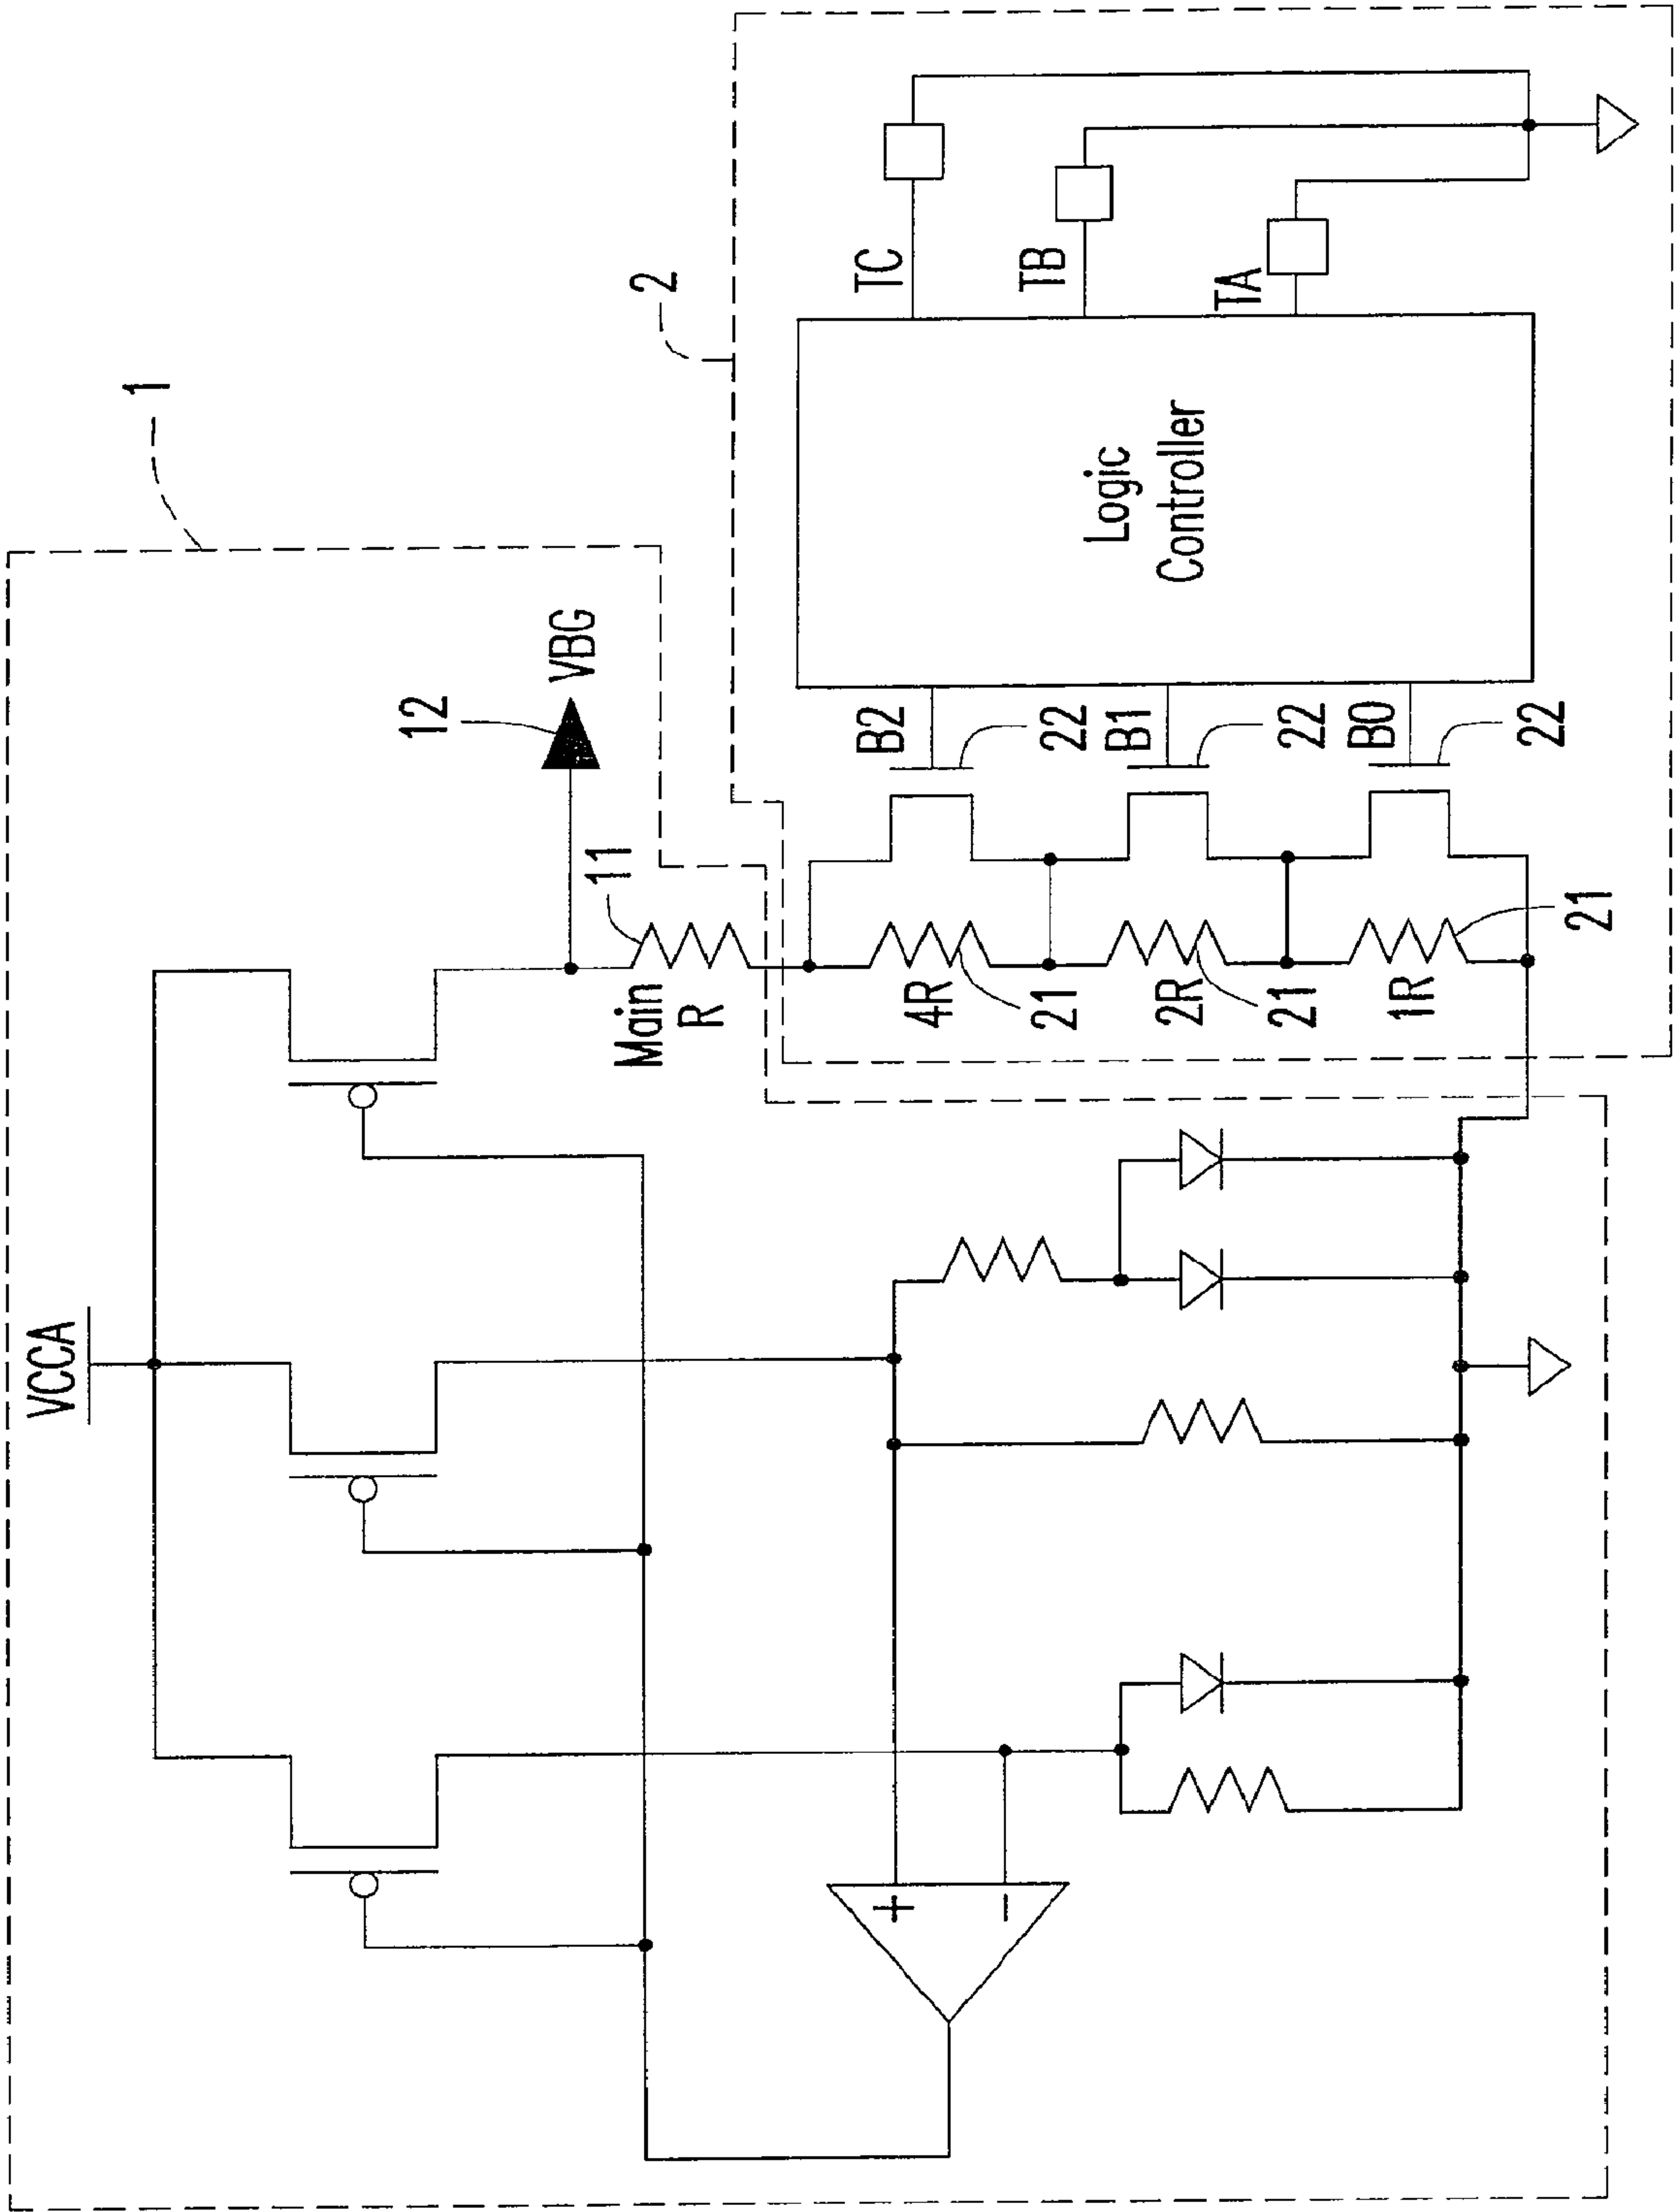 VCCA
1
12
VBG
11
Main
R
2
4R
21
2R
21
1R
21
B2
22
B1
22
B0
22
Logic
Controller
TC
TB
TA
+
−